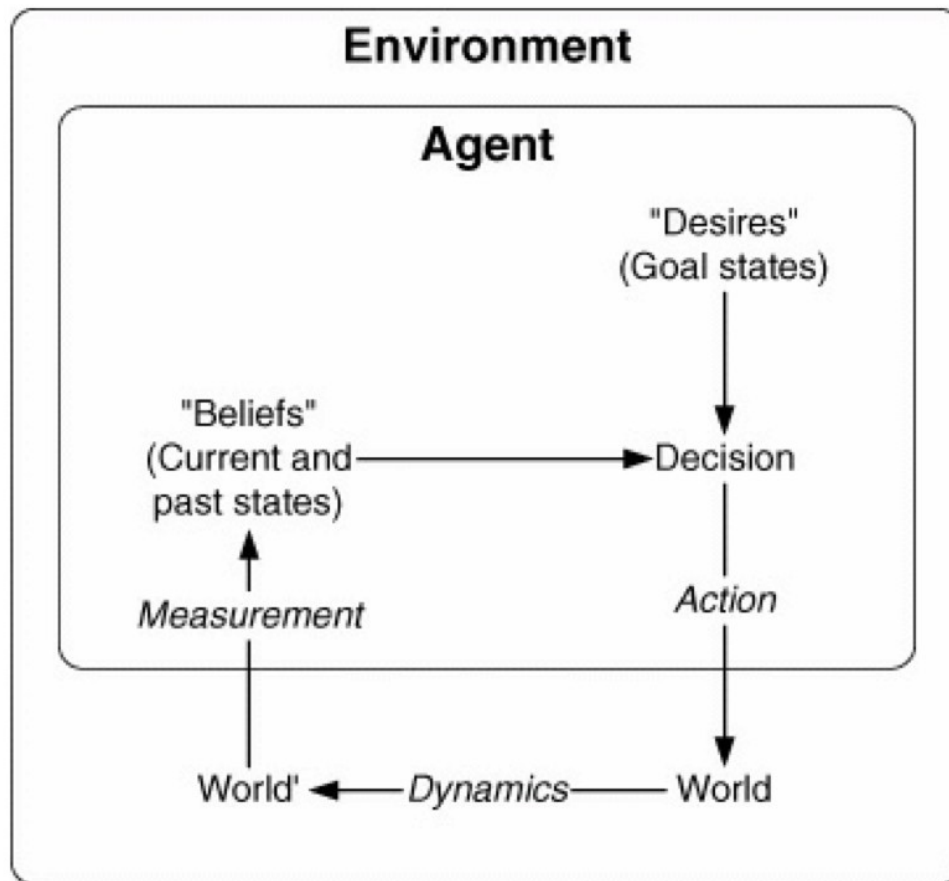 Environment
Agent
"Desires"
(Goal states)
"Beliefs"
(Current and
past states)
Decision
Measurement
Action
World'
Dynamics
World